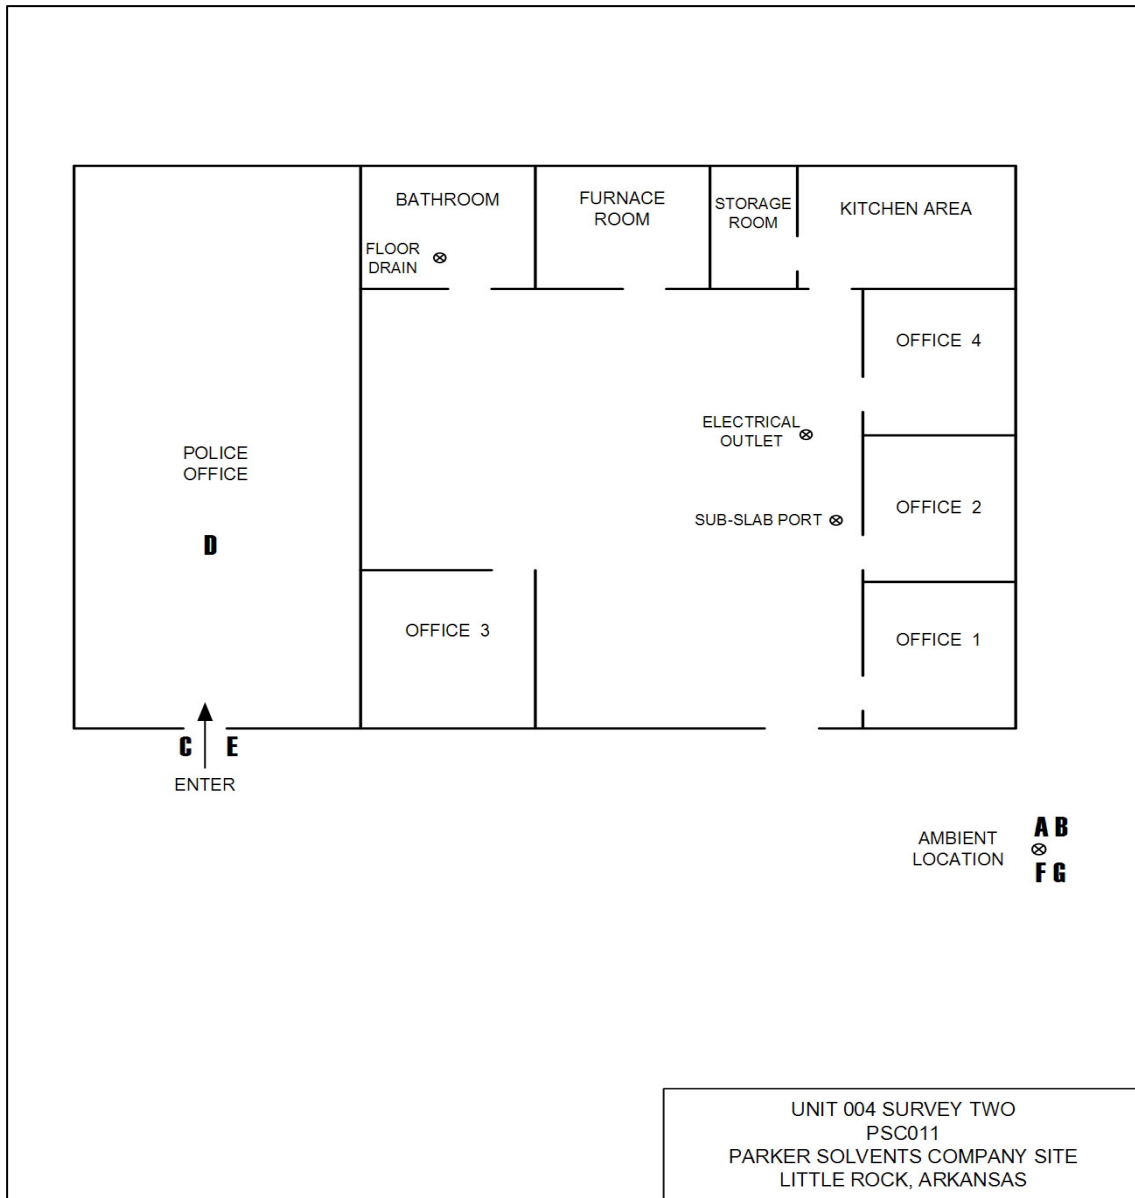 BATHROOM
FURNACE
ROOM
STORAGE
ROOM
KITCHEN AREA
FLOOR
DRAIN
OFFICE 4
ELECTRICAL
OUTLET
POLICE
OFFICE
OFFICE 2
SUB-SLAB PORT
D
OFFICE 3
OFFICE 1
C E
ENTER
A B
AMBIENT
LOCATION
F G
UNIT 004 SURVEY TWO
PSC011
PARKER SOLVENTS COMPANY SITE
LITTLE ROCK, ARKANSAS